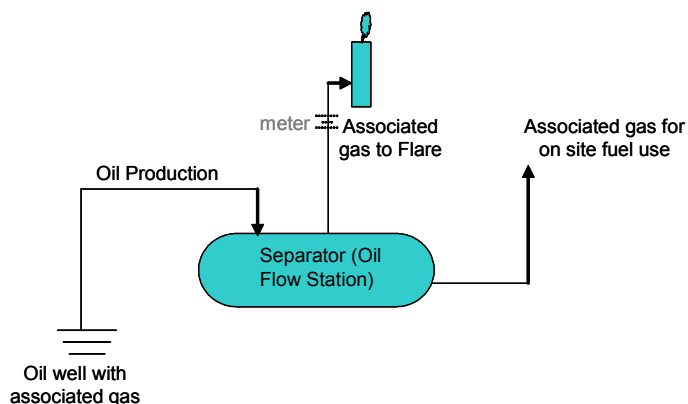 meter
Associated
gas to Flare
Associated gas for
on site fuel use
Oil Production
Separator (Oil
Flow Station)
Oil well with
associated gas